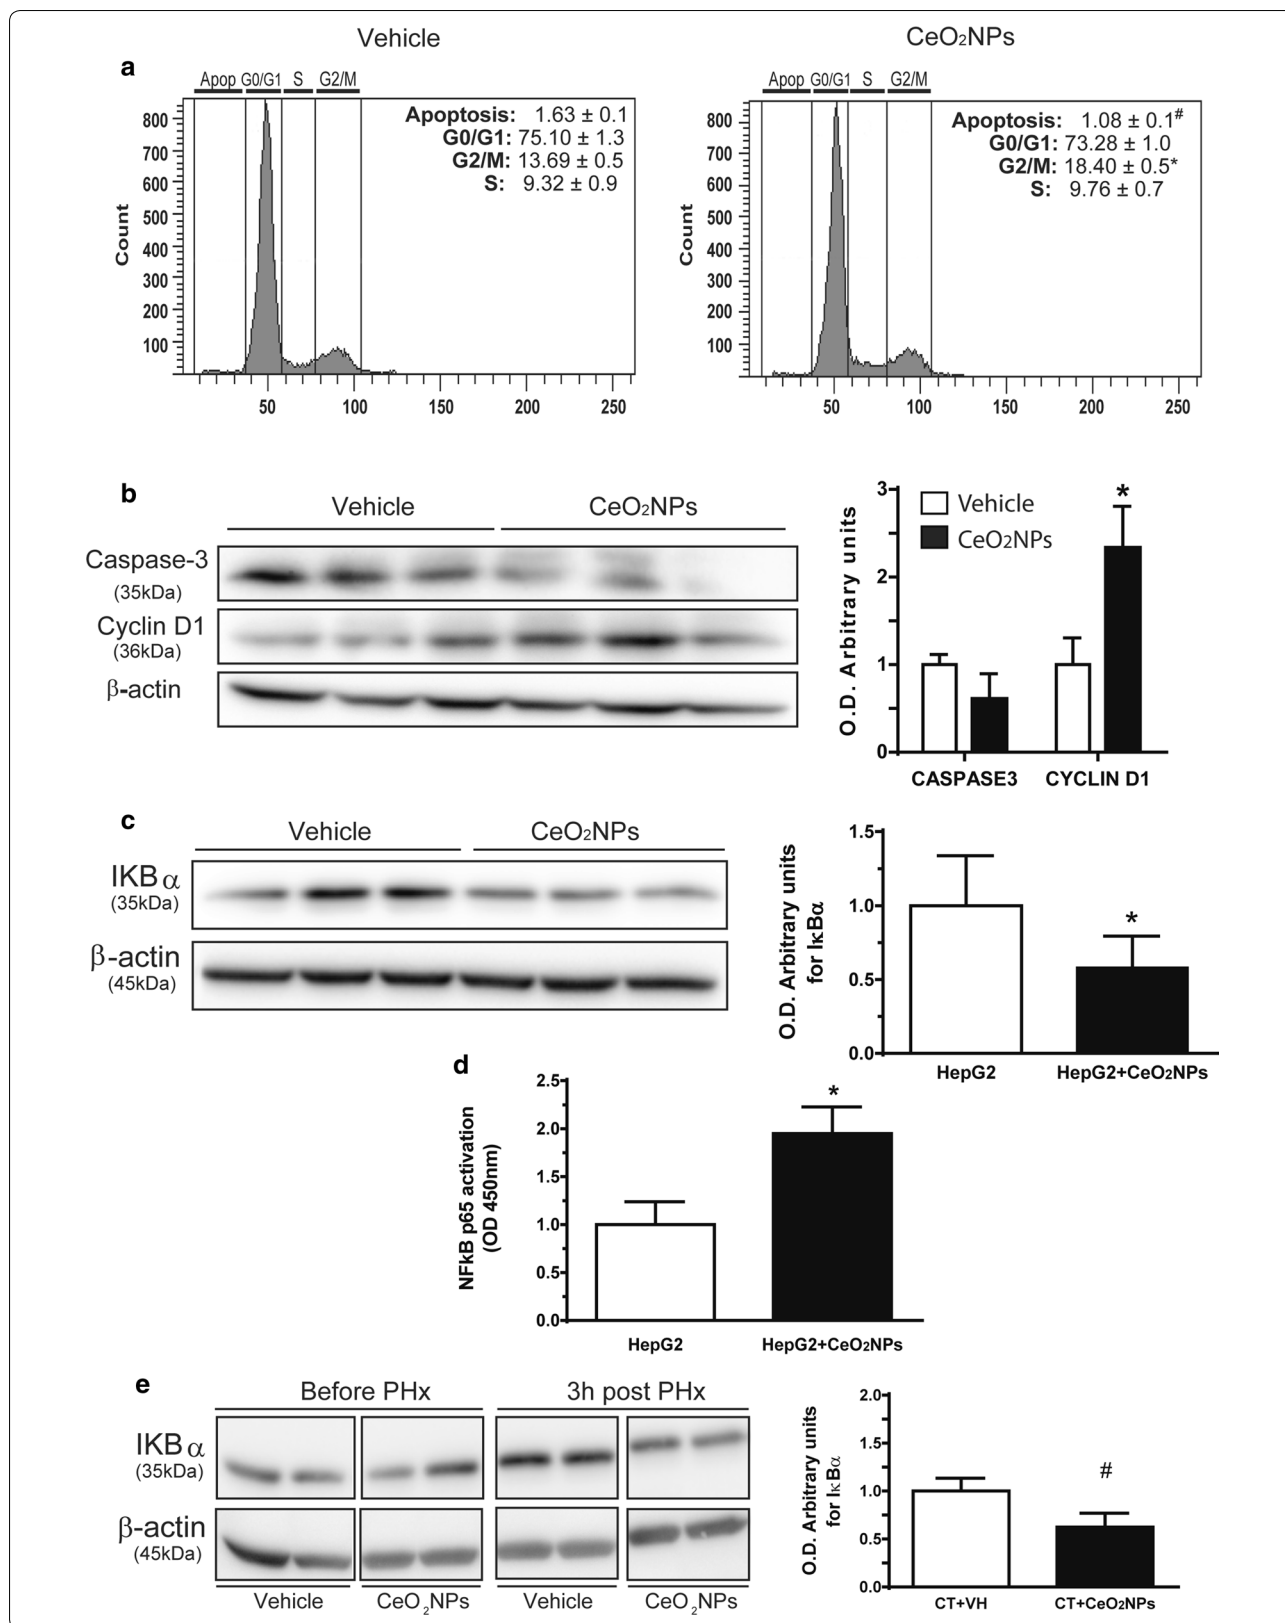 Vehicle
CeO2NPs
a
Apop G0/G1 S G2/M
Apoptosis: 1.63 ± 0.1
G0/G1: 75.10 ± 1.3
G2/M: 13.69 ± 0.5
S: 9.32 ± 0.9
Count
800
700
600
500
400
300
200
100
50 100 150 200 250
Apop G0/G1 S G2/M
Apoptosis: 1.08 ± 0.1#
G0/G1: 73.28 ± 1.0
G2/M: 18.40 ± 0.5*
S: 9.76 ± 0.7
Count
800
700
600
500
400
300
200
100
50 100 150 200 250
b
Vehicle CeO2NPs
Caspase-3
(35kDa)
Cyclin D1
(36kDa)
β-actin
O.D. Arbitrary units
3
2
1
0
Vehicle
CeO2NPs
*
CASPASE3 CYCLIN D1
c
Vehicle CeO2NPs
IKBα
(35kDa)
β-actin
(45kDa)
O.D. Arbitrary units
for IκBα
1.5
1.0
0.5
0.0
*
HepG2 HepG2+CeO2NPs
d
NFkB p65 activation
(OD 450nm)
2.5
2.0
1.5
1.0
0.5
0.0
*
HepG2 HepG2+CeO2NPs
e
Before PHx 3h post PHx
IKBα
(35kDa)
β-actin
(45kDa)
Vehicle CeO2NPs Vehicle CeO2NPs
O.D. Arbitrary units
for IκBα
2.0
1.5
1.0
0.5
0.0
#
CT+VH CT+CeO2NPs